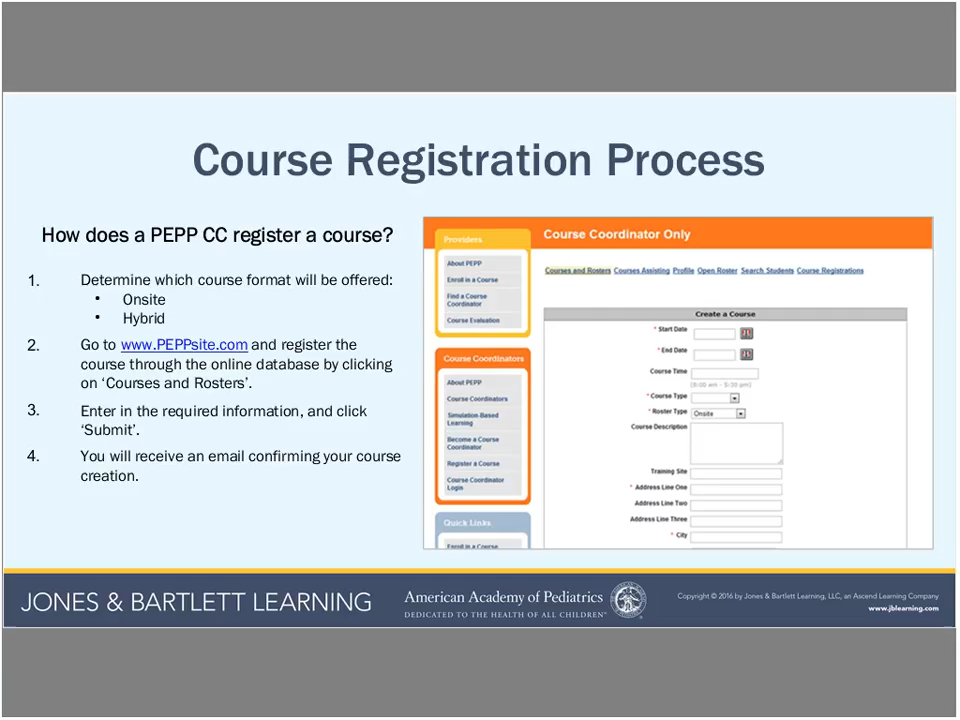 Course Registration Process
How does a PEPP CC register a course?
1. Determine which course format will be offered:
• Onsite
• Hybrid
2. Go to www.PEPPsite.com and register the
course through the online database by clicking
on ‘Courses and Rosters’.
3. Enter in the required information, and click
‘Submit’.
4. You will receive an email confirming your course
creation.
Providers
About PEPP
Enroll in a Course
Find a Course
Coordinator
Course Evaluation
Course Coordinators
About PEPP
Course Coordinators
Simulation-Based
Learning
Become a Course
Coordinator
Register a Course
Course Coordinator
Login
Quick Links
Enroll in a Course
Course Coordinator Only
Courses and Rosters Courses Assisting Profile Open Roster Search Students Course Registrations
Create a Course
* Start Date
* End Date
Course Time
(8:00 am - 5:30 pm)
* Course Type
* Roster Type Onsite
Course Description
Training Site
* Address Line One
Address Line Two
Address Line Three
* City
JONES & BARTLETT LEARNING
American Academy of Pediatrics
DEDICATED TO THE HEALTH OF ALL CHILDREN™
Copyright © 2016 by Jones & Bartlett Learning, LLC, an Ascend Learning Company
www.jblearning.com